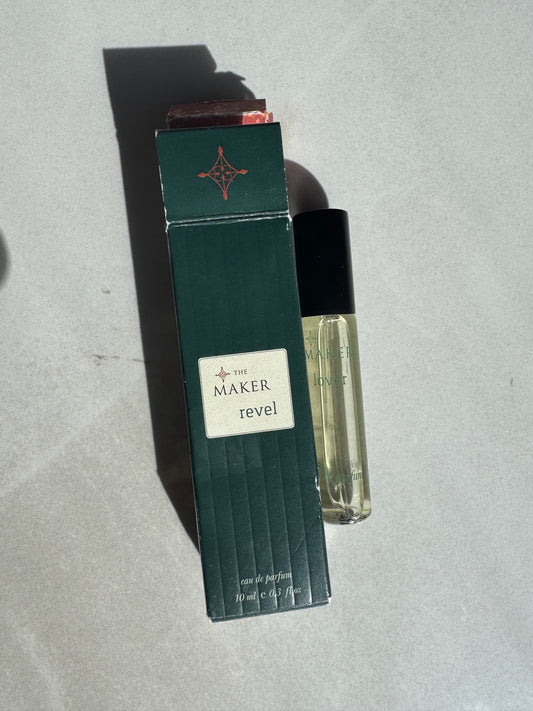 THE
MAKER
revel
eau de parfum
10 ml e 0.3 fl oz
MAKER
lover